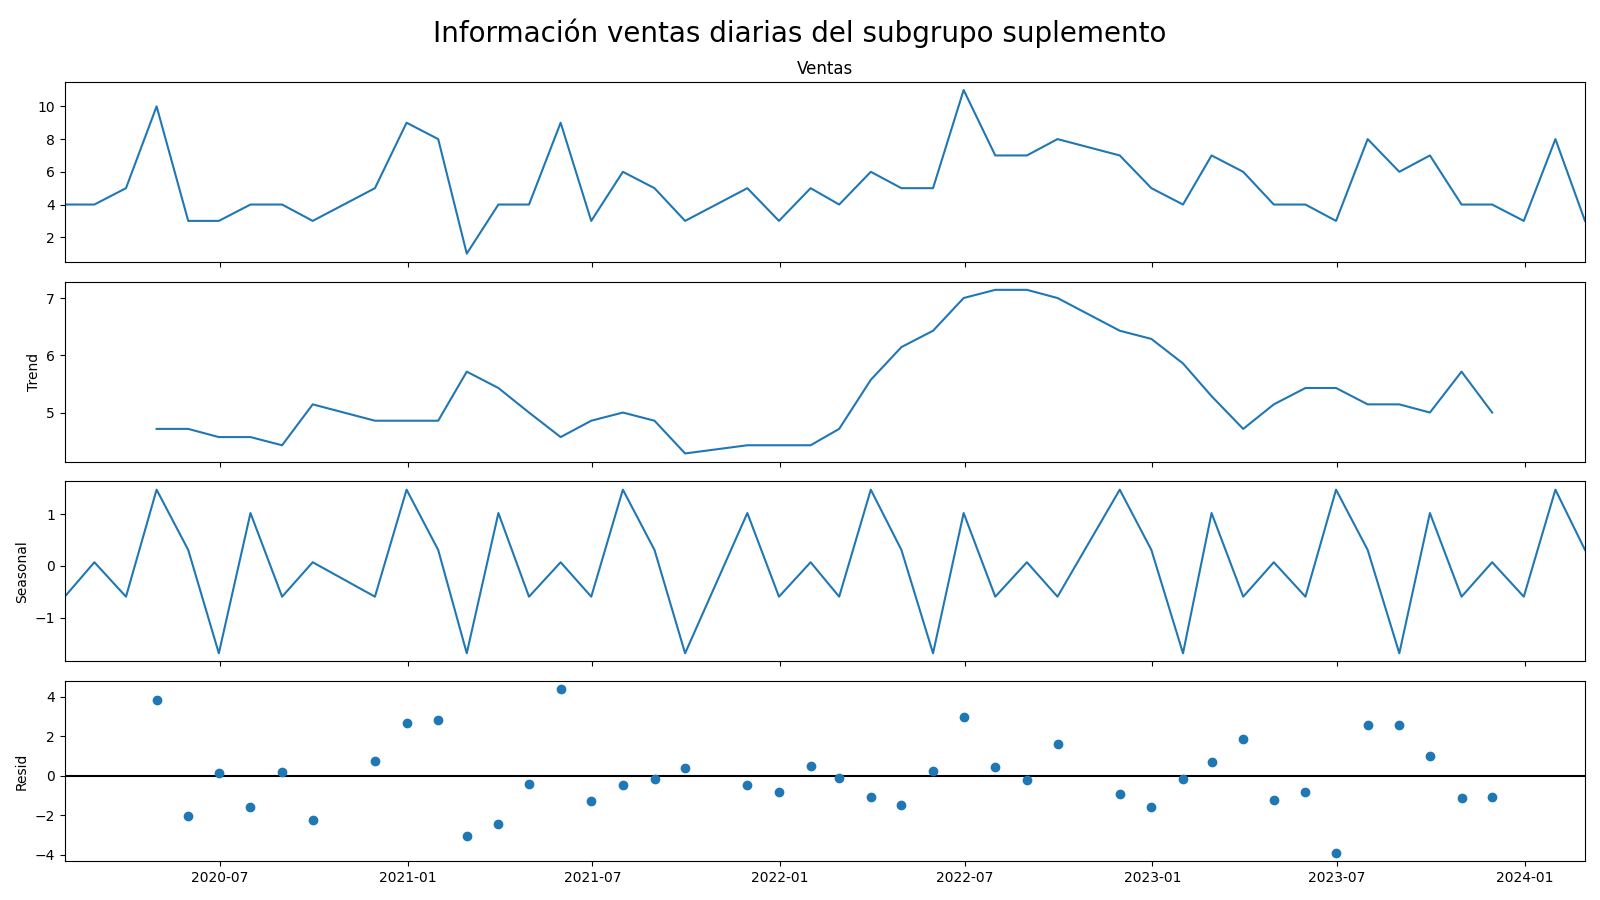 Información ventas diarias del subgrupo suplemento
Ventas
10
8
6
4
2
7
6
5
Trend
1
0
−1
Seasonal
4
2
0
−2
−4
Resid
2020-07 2021-01 2021-07 2022-01 2022-07 2023-01 2023-07 2024-01